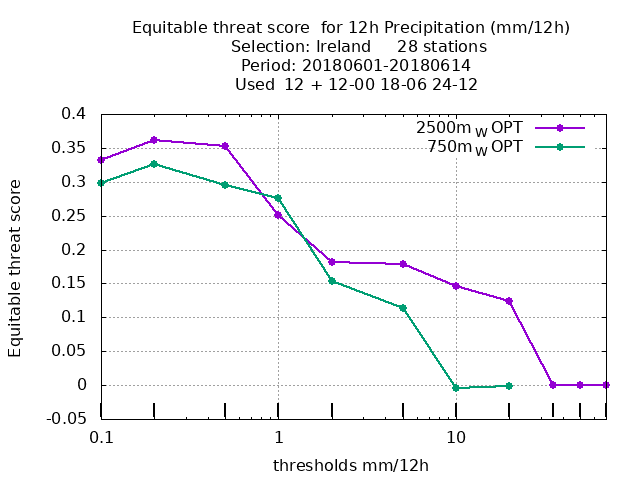 Equitable threat score for 12h Precipitation (mm/12h)
Selection: Ireland 28 stations
Period: 20180601-20180614
Used 12 + 12-00 18-06 24-12
2500m W OPT
750m W OPT
0.4
0.35
0.3
0.25
0.2
0.15
0.1
0.05
0
-0.05
Equitable threat score
0.1 1 10
thresholds mm/12h